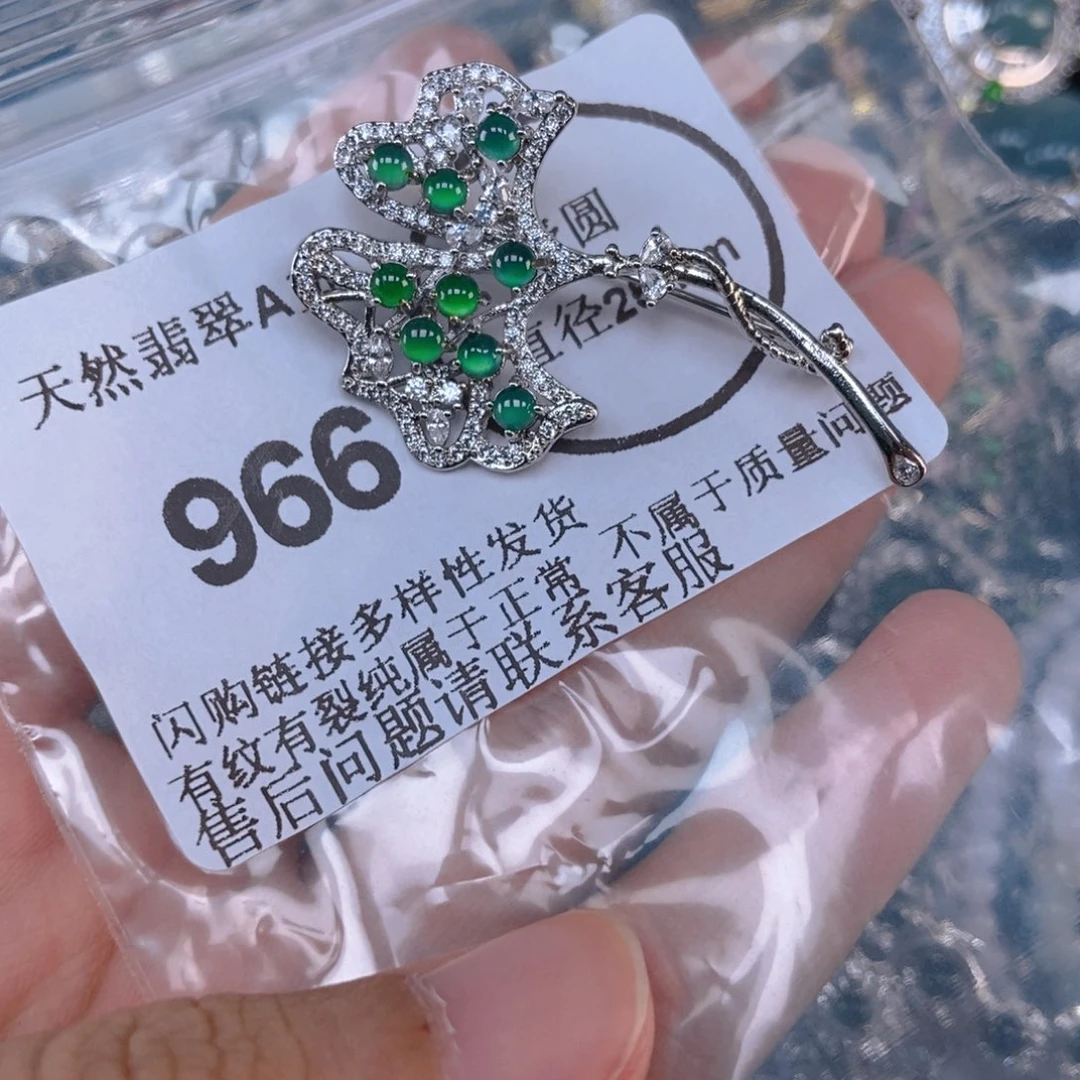 天然翡翠A
圆
直径2
966
闪购链接多样性发货
有纹有裂纯属于正常 不属于质量问题
售后问题请联系客服